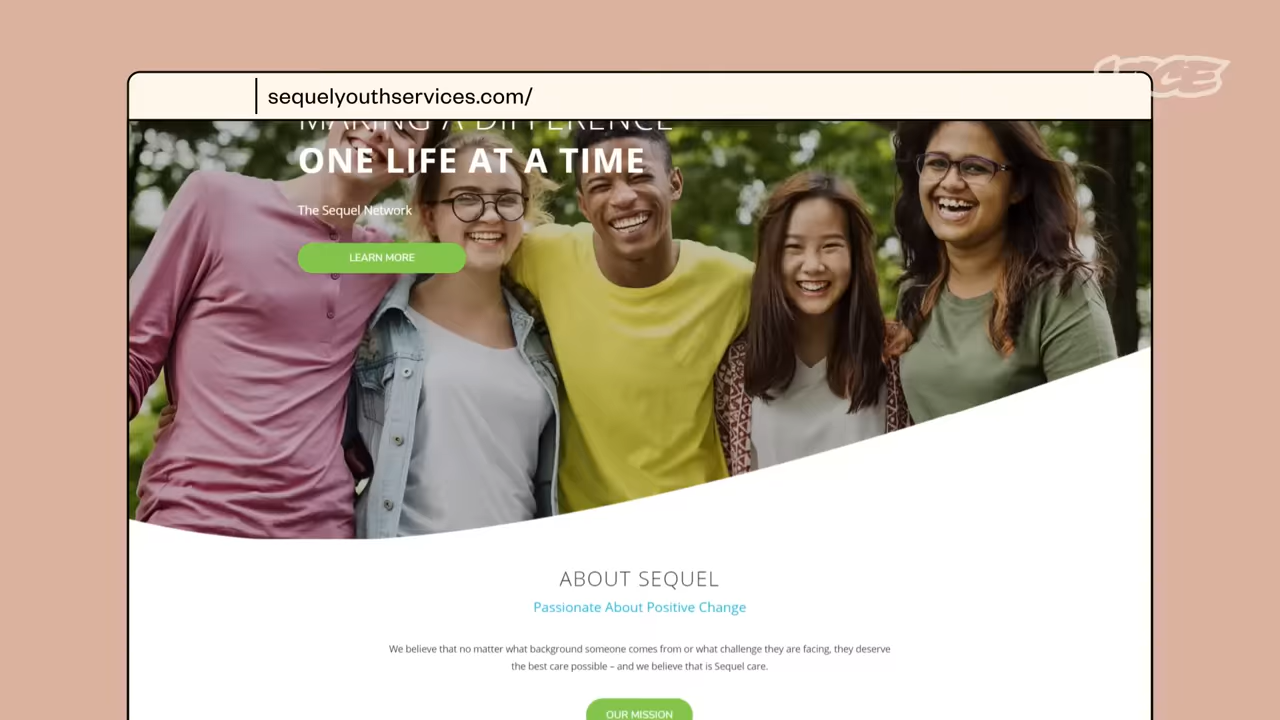 VICE
sequelyouthservices.com/
MAKING A DIFFERENCE
ONE LIFE AT A TIME
The Sequel Network
LEARN MORE
ABOUT SEQUEL
Passionate About Positive Change
We believe that no matter what background someone comes from or what challenge they are facing, they deserve
the best care possible – and we believe that is Sequel care.
OUR MISSION